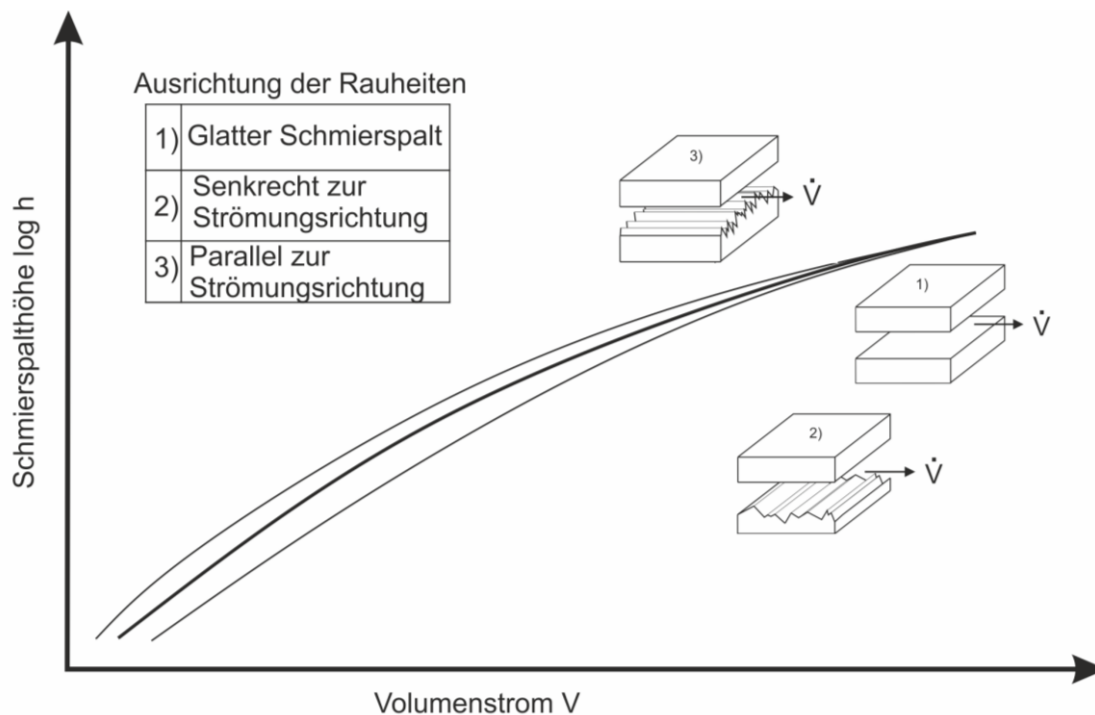 Ausrichtung der Rauheiten
1) Glatter Schmierspalt
2) Senkrecht zur
Strömungsrichtung
3) Parallel zur
Strömungsrichtung
3)
V̇
1)
V̇
2)
V̇
Schmierspalthöhe log h
Volumenstrom V